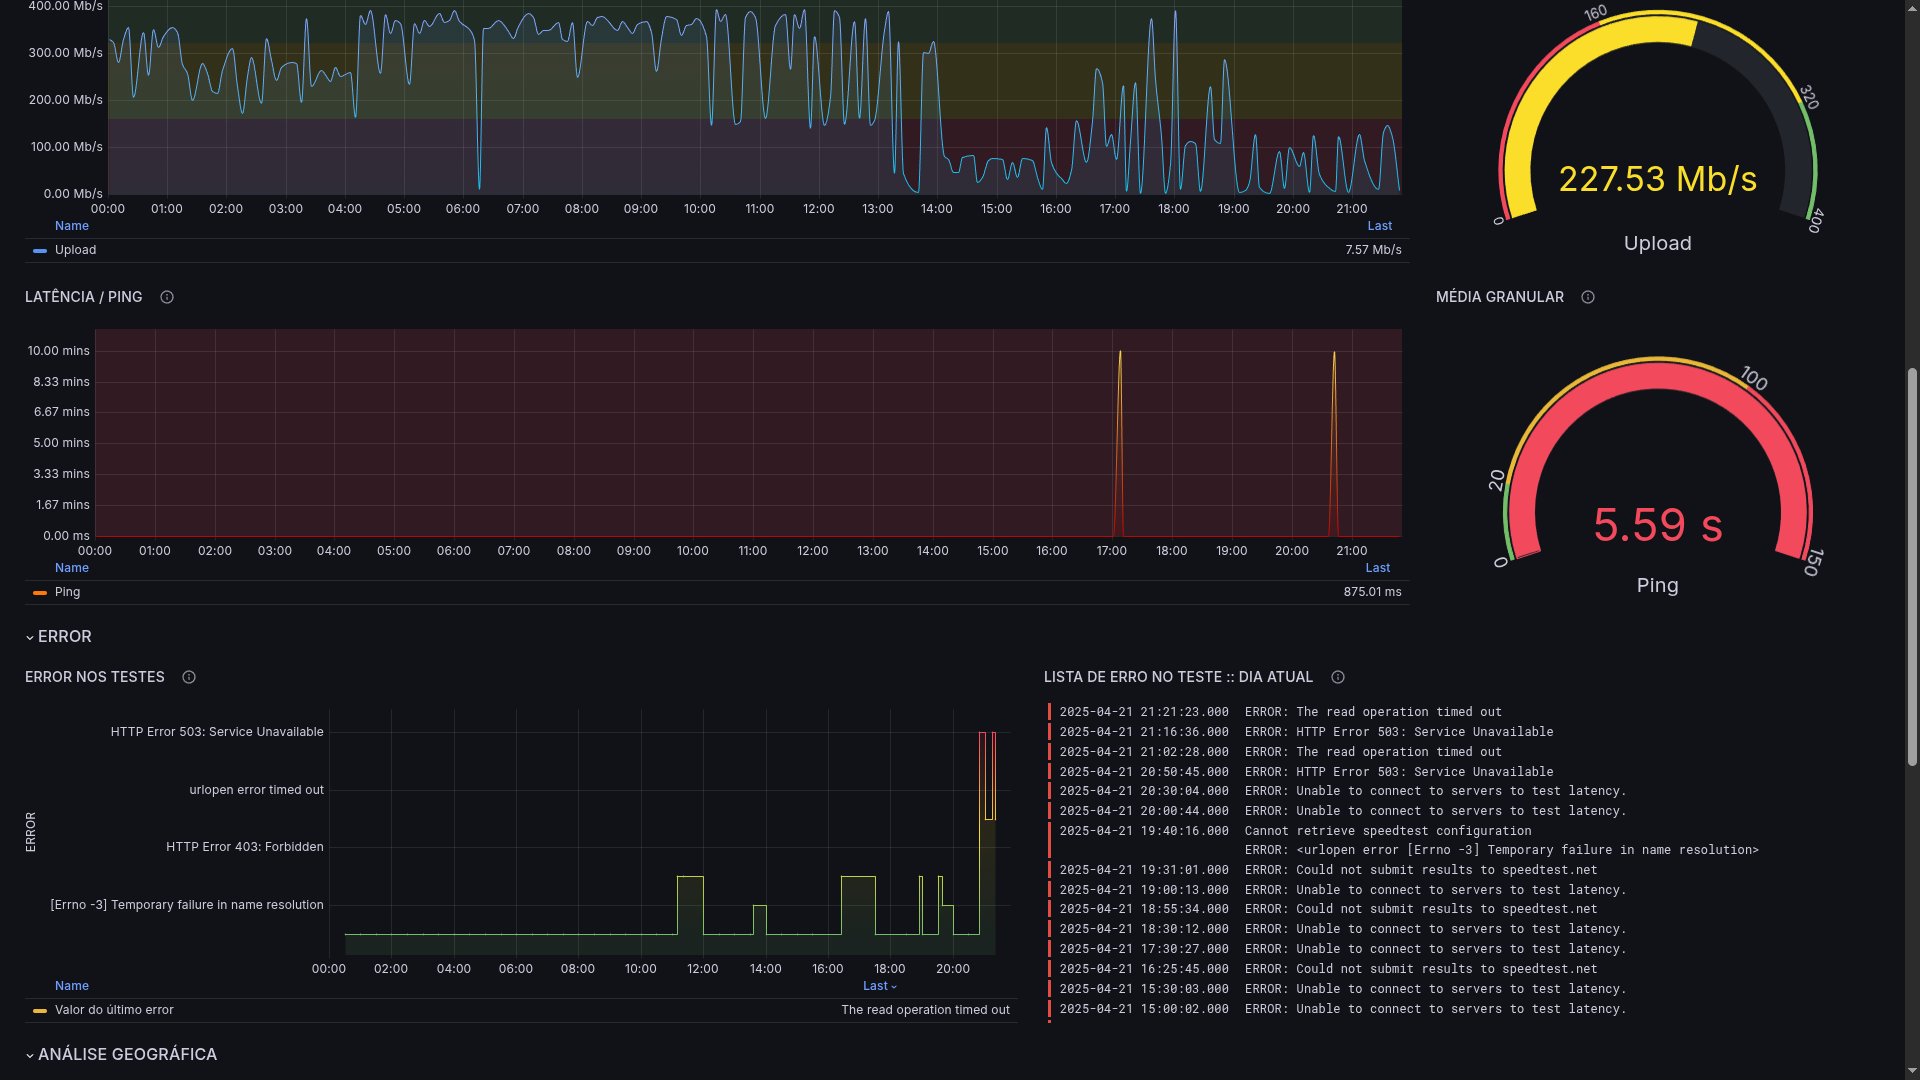 400.00 Mb/s
300.00 Mb/s
200.00 Mb/s
100.00 Mb/s
0.00 Mb/s
00:00 01:00 02:00 03:00 04:00 05:00 06:00 07:00 08:00 09:00 10:00 11:00 12:00 13:00 14:00 15:00 16:00 17:00 18:00 19:00 20:00 21:00
Name Last
Upload 7.57 Mb/s
0 160 320 400
227.53 Mb/s
Upload
LATÊNCIA / PING
10.00 mins
8.33 mins
6.67 mins
5.00 mins
3.33 mins
1.67 mins
0.00 ms
00:00 01:00 02:00 03:00 04:00 05:00 06:00 07:00 08:00 09:00 10:00 11:00 12:00 13:00 14:00 15:00 16:00 17:00 18:00 19:00 20:00 21:00
Name Last
Ping 875.01 ms
MÉDIA GRANULAR
0 20 100 150
5.59 s
Ping
ERROR
ERROR NOS TESTES
ERROR
HTTP Error 503: Service Unavailable
urlopen error timed out
HTTP Error 403: Forbidden
[Errno -3] Temporary failure in name resolution
00:00 02:00 04:00 06:00 08:00 10:00 12:00 14:00 16:00 18:00 20:00
Name Last
Valor do último error The read operation timed out
LISTA DE ERRO NO TESTE :: DIA ATUAL
2025-04-21 21:21:23.000 ERROR: The read operation timed out
2025-04-21 21:16:36.000 ERROR: HTTP Error 503: Service Unavailable
2025-04-21 21:02:28.000 ERROR: The read operation timed out
2025-04-21 20:50:45.000 ERROR: HTTP Error 503: Service Unavailable
2025-04-21 20:30:04.000 ERROR: Unable to connect to servers to test latency.
2025-04-21 20:00:44.000 ERROR: Unable to connect to servers to test latency.
2025-04-21 19:40:16.000 Cannot retrieve speedtest configuration
ERROR: <urlopen error [Errno -3] Temporary failure in name resolution>
2025-04-21 19:31:01.000 ERROR: Could not submit results to speedtest.net
2025-04-21 19:00:13.000 ERROR: Unable to connect to servers to test latency.
2025-04-21 18:55:34.000 ERROR: Could not submit results to speedtest.net
2025-04-21 18:30:12.000 ERROR: Unable to connect to servers to test latency.
2025-04-21 17:30:27.000 ERROR: Unable to connect to servers to test latency.
2025-04-21 16:25:45.000 ERROR: Could not submit results to speedtest.net
2025-04-21 15:30:03.000 ERROR: Unable to connect to servers to test latency.
2025-04-21 15:00:02.000 ERROR: Unable to connect to servers to test latency.
ANÁLISE GEOGRÁFICA